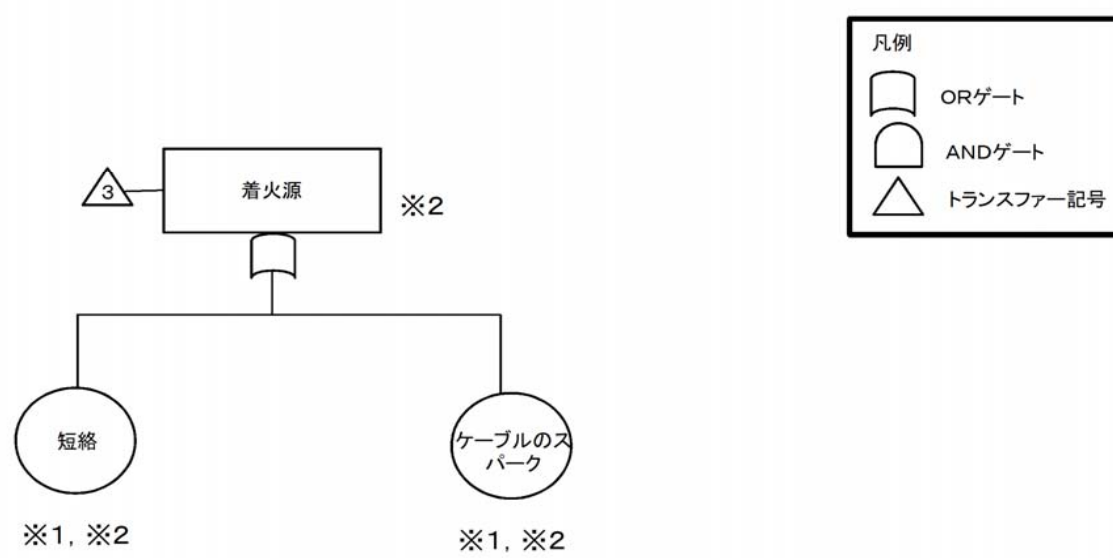 凡例
ORゲート
ANDゲート
トランスファー記号
3
着火源
※2
短絡
ケーブルのス
パーク
※1, ※2
※1, ※2